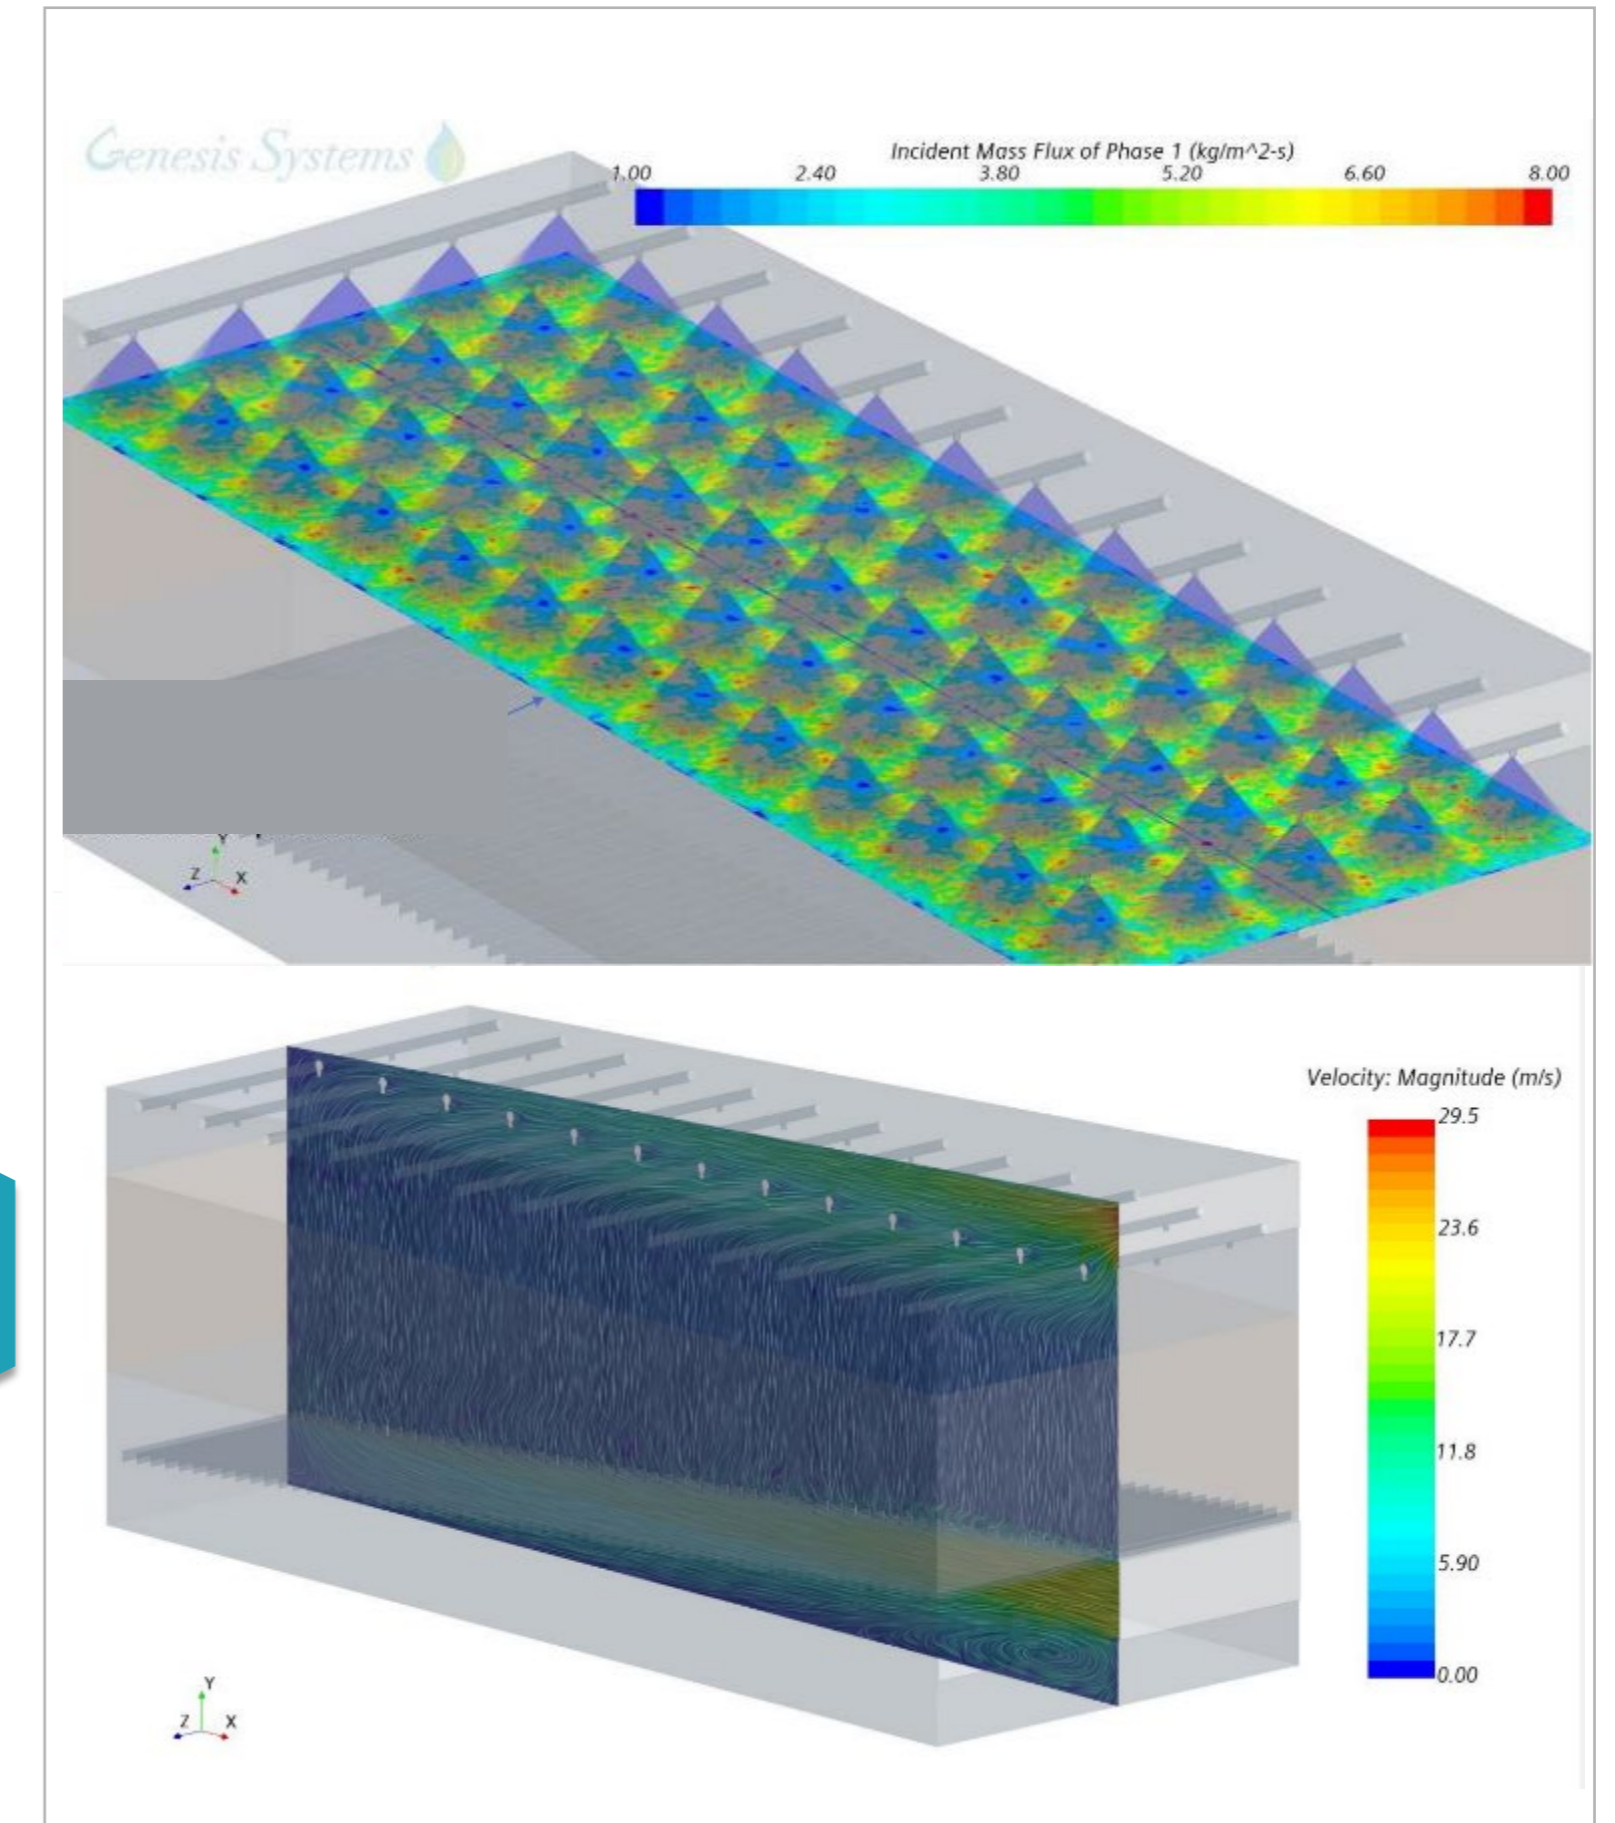 Genesis Systems
Incident Mass Flux of Phase 1 (kg/m^2-s)
1.00 2.40 3.80 5.20 6.60 8.00
Y
Z X
Velocity: Magnitude (m/s)
29.5
23.6
17.7
11.8
5.90
0.00
Y
Z X